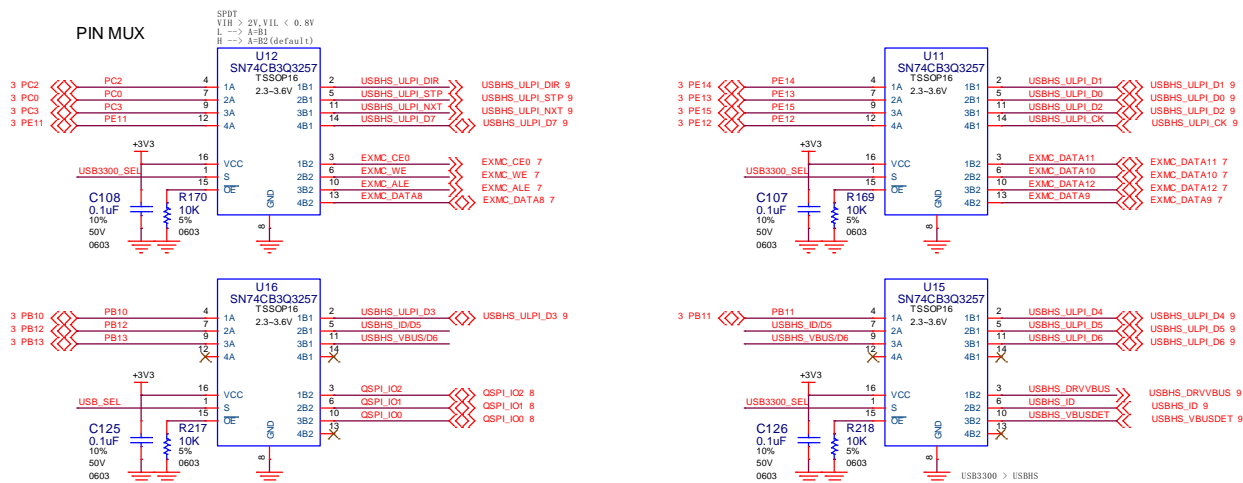 SPDT
VIH > 2V,VIL < 0.8V
L --> A=B1
H --> A=B2(default)
PIN MUX
U12
SN74CB3Q3257
TSSOP16
2.3~3.6V
3 PC2 PC2 4 1A 1B1 2 USBHS_ULPI_DIR USBHS_ULPI_DIR 9
3 PC0 PC0 7 2A 2B1 5 USBHS_ULPI_STP USBHS_ULPI_STP 9
3 PC3 PC3 9 3A 3B1 11 USBHS_ULPI_NXT USBHS_ULPI_NXT 9
3 PE11 PE11 12 4A 4B1 14 USBHS_ULPI_D7 USBHS_ULPI_D7 9
+3V3
16 VCC 1B2 3 EXMC_CE0 EXMC_CE0 7
USB3300_SEL 1 S 2B2 6 EXMC_WE EXMC_WE 7
15 OE 3B2 10 EXMC_ALE EXMC_ALE 7
4B2 13 EXMC_DATA8 EXMC_DATA8 7
GND
8
C108 R170
0.1uF 10K
10% 5%
50V 0603
0603
U11
SN74CB3Q3257
TSSOP16
2.3~3.6V
3 PE14 PE14 4 1A 1B1 2 USBHS_ULPI_D1 USBHS_ULPI_D1 9
3 PE13 PE13 7 2A 2B1 5 USBHS_ULPI_D0 USBHS_ULPI_D0 9
3 PE15 PE15 9 3A 3B1 11 USBHS_ULPI_D2 USBHS_ULPI_D2 9
3 PE12 PE12 12 4A 4B1 14 USBHS_ULPI_CK USBHS_ULPI_CK 9
+3V3
16 VCC 1B2 3 EXMC_DATA11 EXMC_DATA11 7
USB3300_SEL 1 S 2B2 6 EXMC_DATA10 EXMC_DATA10 7
15 OE 3B2 10 EXMC_DATA12 EXMC_DATA12 7
4B2 13 EXMC_DATA9 EXMC_DATA9 7
GND
8
C107 R169
0.1uF 10K
10% 5%
50V 0603
0603
U16
SN74CB3Q3257
TSSOP16
2.3~3.6V
3 PB10 PB10 4 1A 1B1 2 USBHS_ULPI_D3 USBHS_ULPI_D3 9
3 PB12 PB12 7 2A 2B1 5 USBHS_ID/D5
3 PB13 PB13 9 3A 3B1 11 USBHS_VBUS/D6
12 4A 4B1 14
+3V3
16 VCC 1B2 3 QSPI_IO2 QSPI_IO2 8
USB_SEL 1 S 2B2 6 QSPI_IO1 QSPI_IO1 8
15 OE 3B2 10 QSPI_IO0 QSPI_IO0 8
4B2 13
GND
8
C125 R217
0.1uF 10K
10% 5%
50V 0603
0603
U15
SN74CB3Q3257
TSSOP16
2.3~3.6V
3 PB11 PB11 4 1A 1B1 2 USBHS_ULPI_D4 USBHS_ULPI_D4 9
USBHS_ID/D5 7 2A 2B1 5 USBHS_ULPI_D5 USBHS_ULPI_D5 9
USBHS_VBUS/D6 9 3A 3B1 11 USBHS_ULPI_D6 USBHS_ULPI_D6 9
12 4A 4B1 14
+3V3
16 VCC 1B2 3 USBHS_DRVVBUS USBHS_DRVVBUS 9
USB3300_SEL 1 S 2B2 6 USBHS_ID USBHS_ID 9
15 OE 3B2 10 USBHS_VBUSDET USBHS_VBUSDET 9
4B2 13
GND
8
C126 R218
0.1uF 10K
10% 5%
50V 0603
0603
USB3300 > USBHS